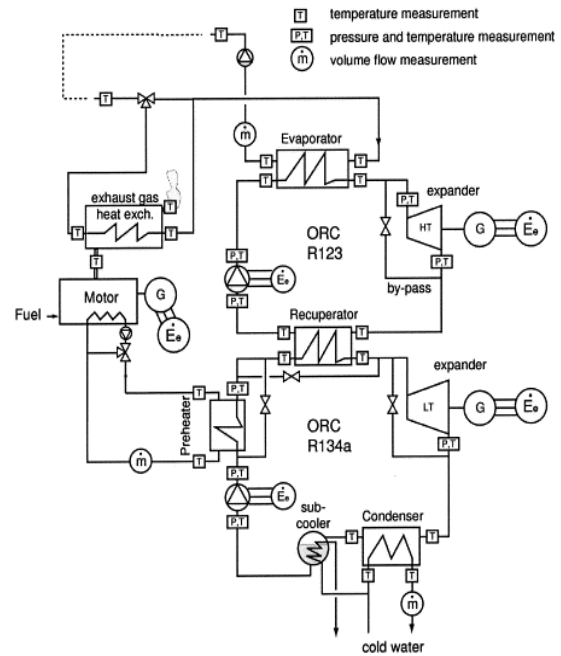 T temperature measurement
P,T pressure and temperature measurement
ṁ volume flow measurement
T
T
ṁ
Evaporator
T T
T T
exhaust gas
T
heat exch.
T T
T
P,T
expander
HT
G
Ėe
P,T
by-pass
ORC
R123
P,T
Ėe
P,T
Motor
G
Ėe
Fuel
Recuperator
T T
T T
expander
LT
G
Ėe
P,T
P,T
T
Preheater
T
ṁ
ORC
R134a
P,T
Ėe
P,T
sub-
cooler
Condenser
T T
T T
ṁ
cold water